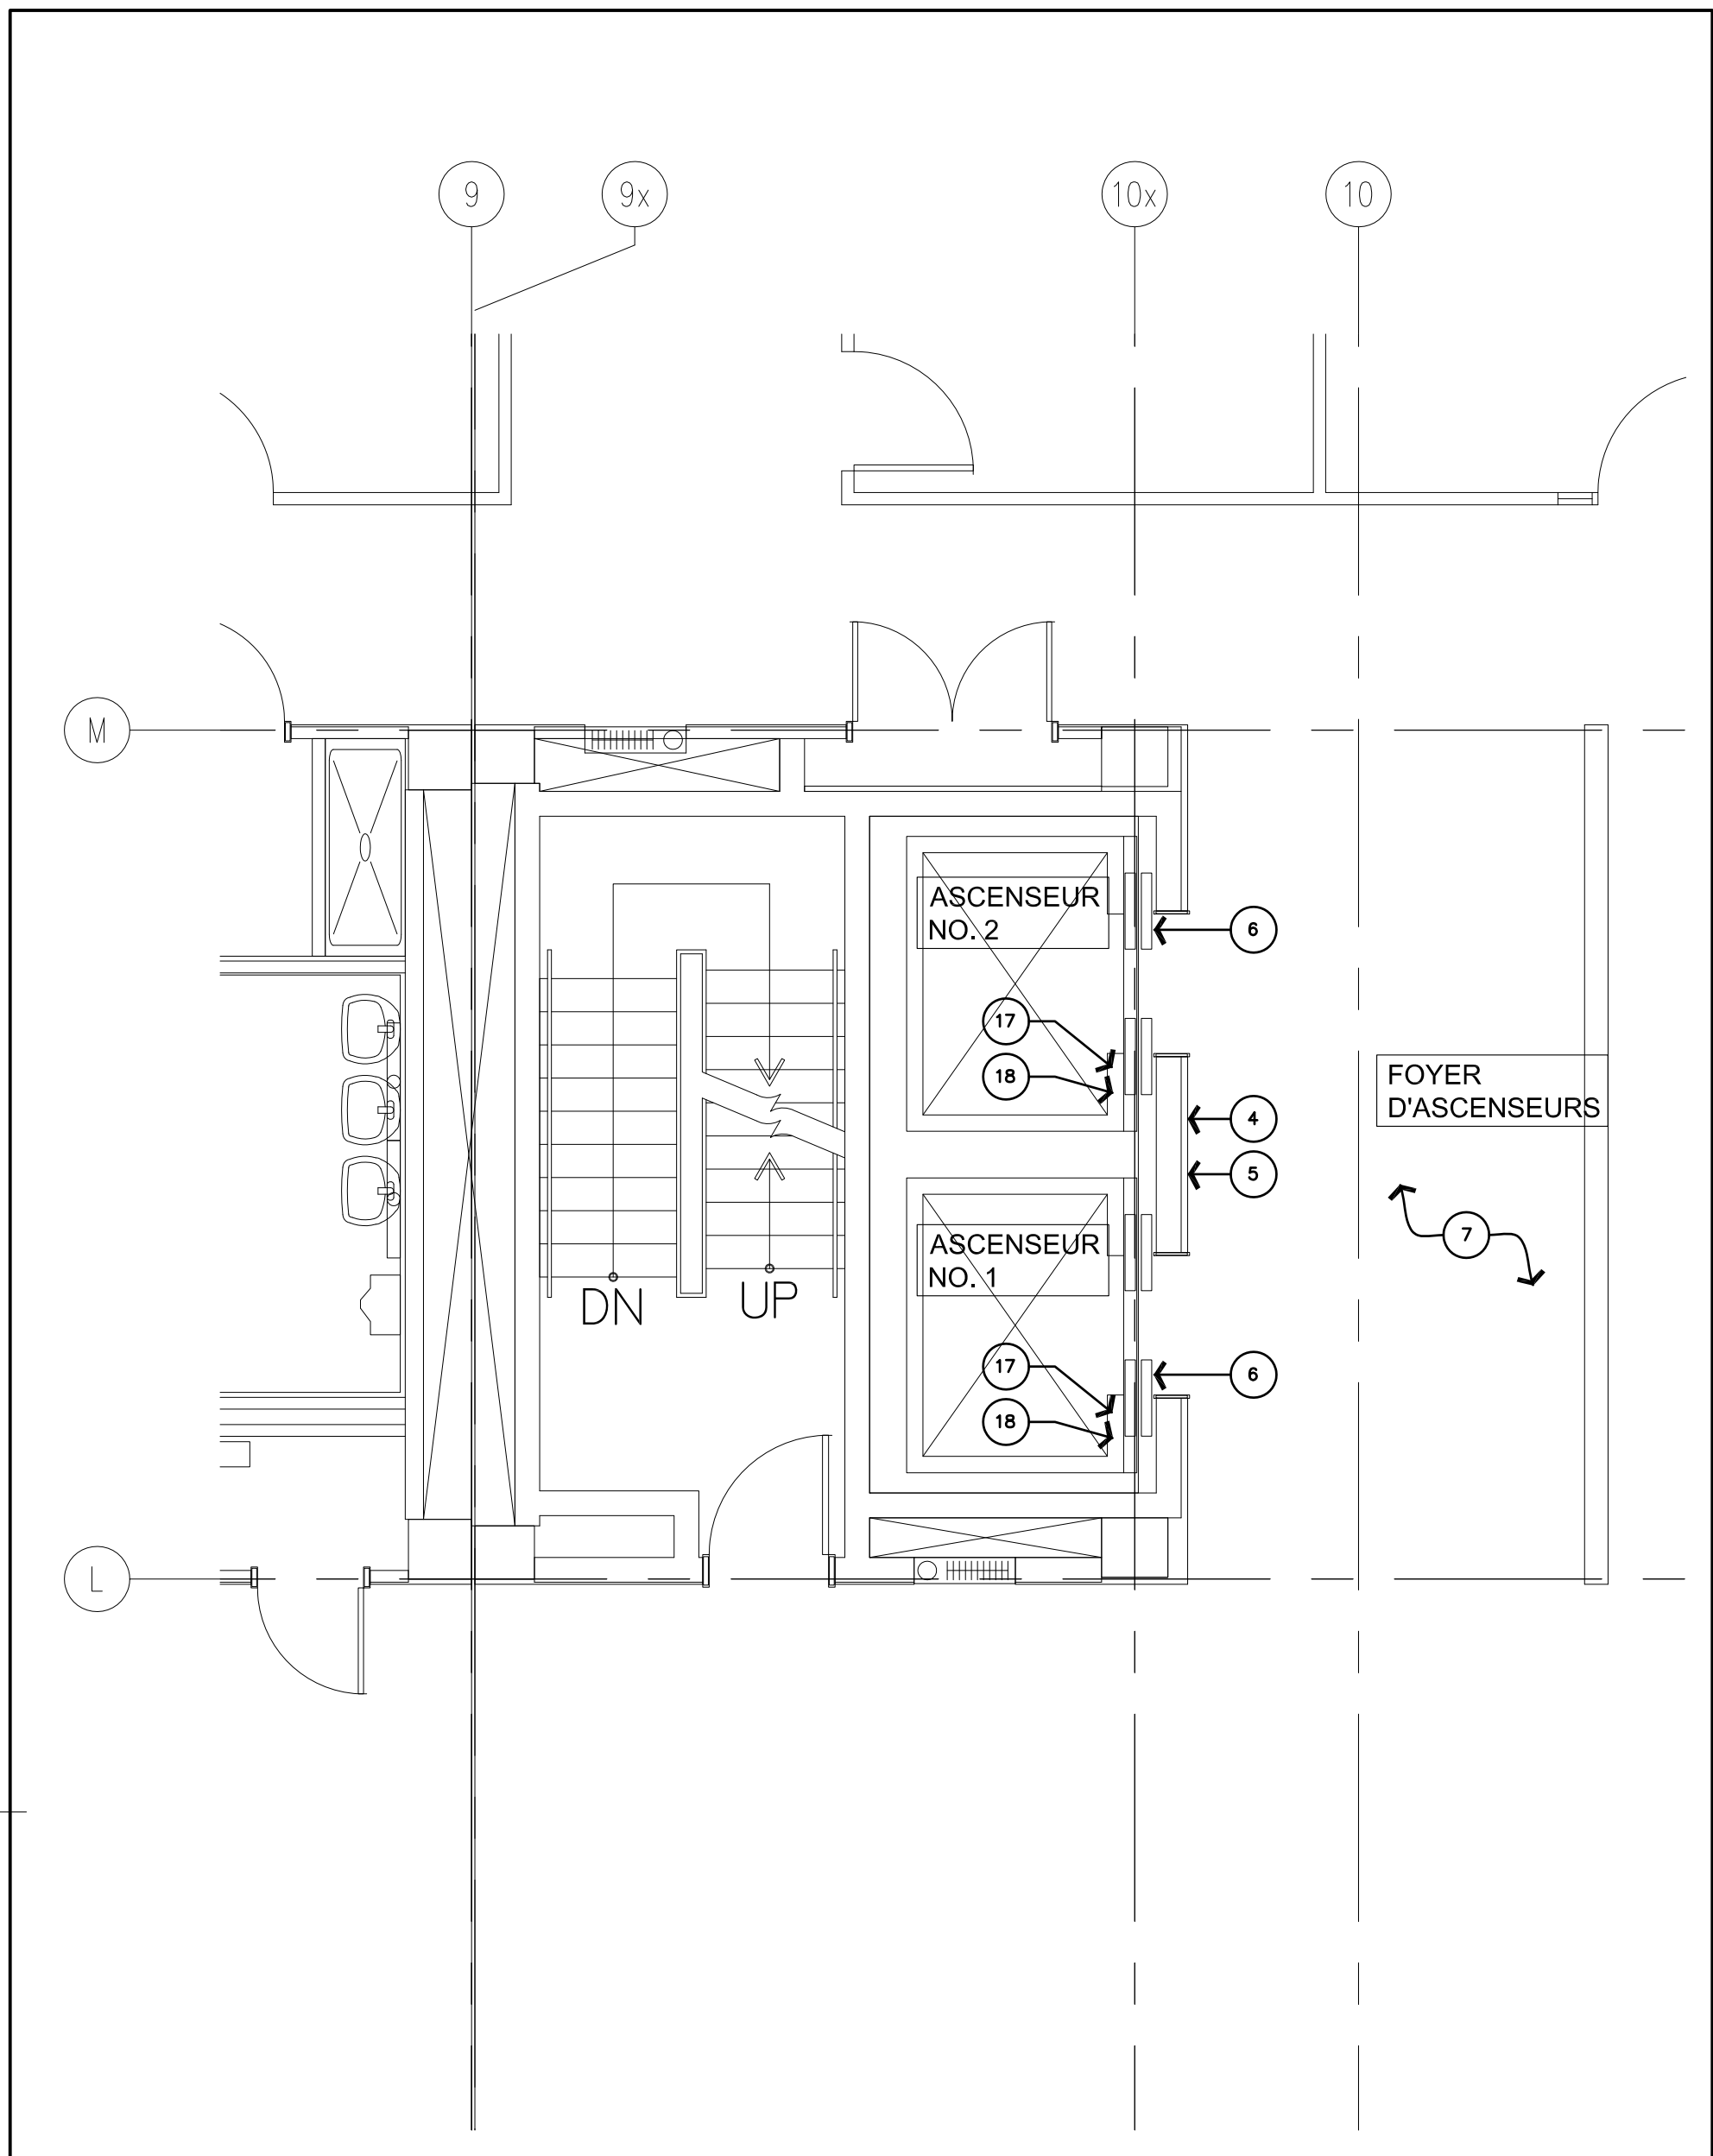 9
9x
10x
10
M
ASCENSEUR
NO. 2
6
17
18
FOYER
D'ASCENSEURS
4
5
7
ASCENSEUR
NO. 1
DN
UP
17
6
18
L